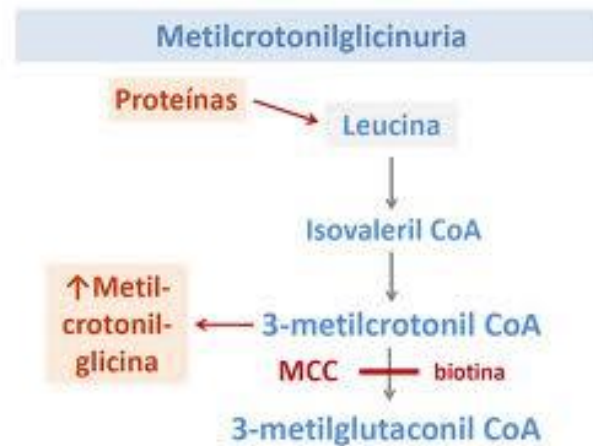 Metilcrotonilglicinuria
Proteínas
Leucina
Isovaleril CoA
↑Metil-
crotonil-
glicina
3-metilcrotonil CoA
MCC
biotina
3-metilglutaconil CoA